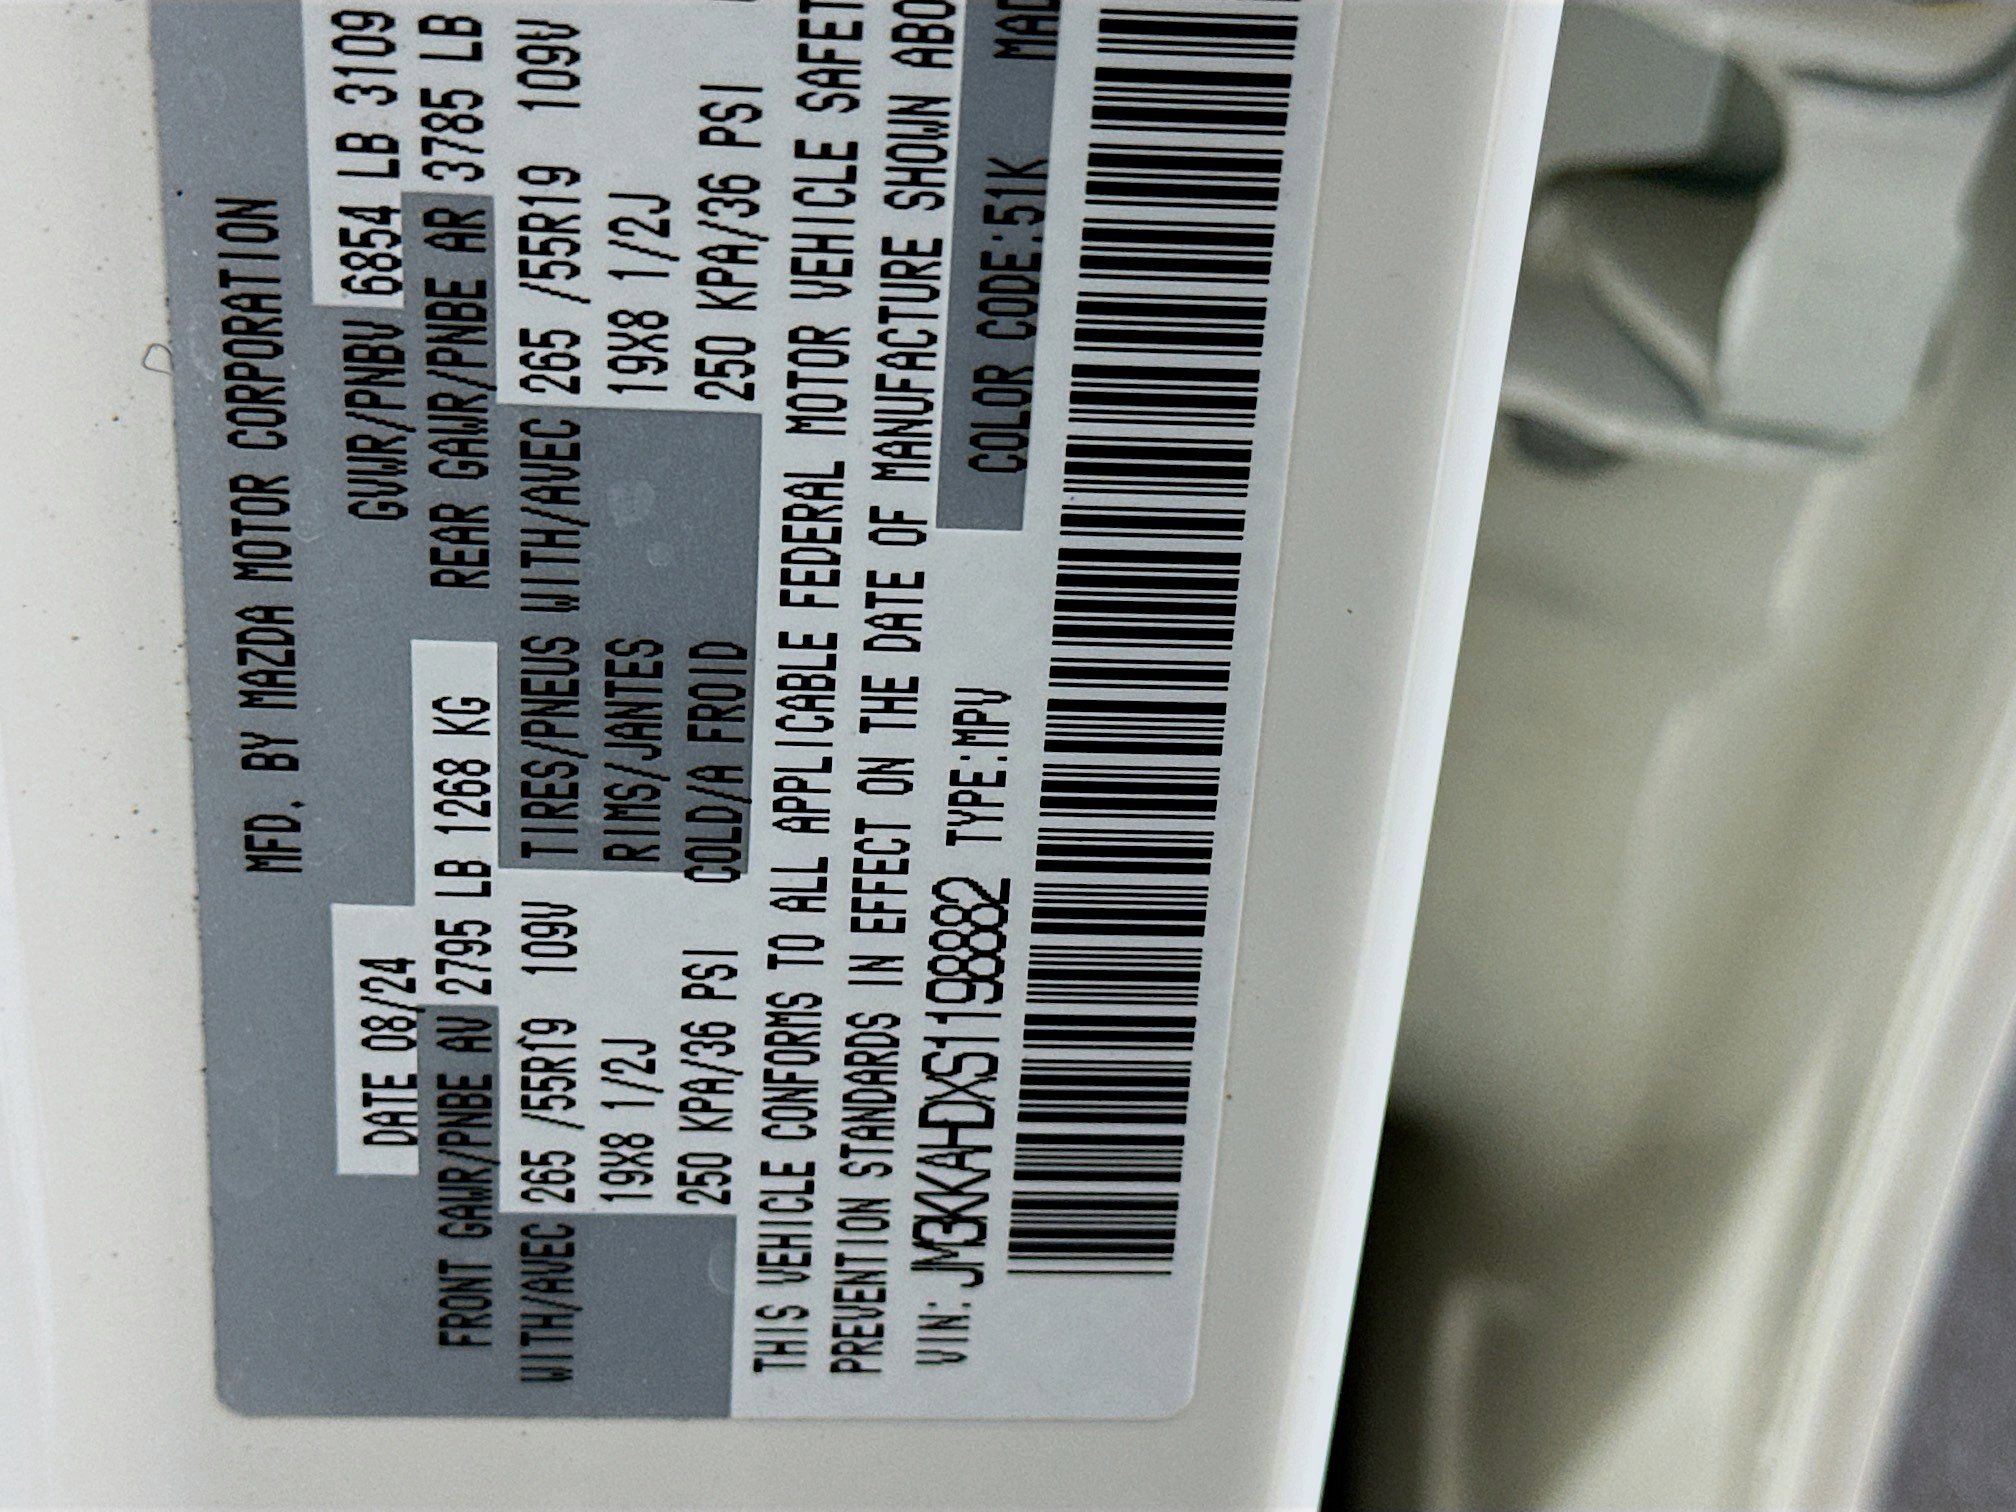 MFD. BY MAZDA MOTOR CORPORATION
DATE 08/24 GVWR/PNBV 6854 LB 3109
FRONT GAWR/PNBE AV 2795 LB 1268 KG REAR GAWR/PNBE AR 3785 LB
WITH/AVEC 265 /55R19 109V TIRES/PNEUS WITH/AVEC 265 /55R19 109V
19X8 1/2J RIMS/JANTES 19X8 1/2J
250 KPA/36 PSI COLD/A FROID 250 KPA/36 PSI
THIS VEHICLE CONFORMS TO ALL APPLICABLE FEDERAL MOTOR VEHICLE SAFET
PREVENTION STANDARDS IN EFFECT ON THE DATE OF MANUFACTURE SHOWN ABO
VIN: JM3KKAHDXS1198882 TYPE:MPV COLOR CODE:51K MAD